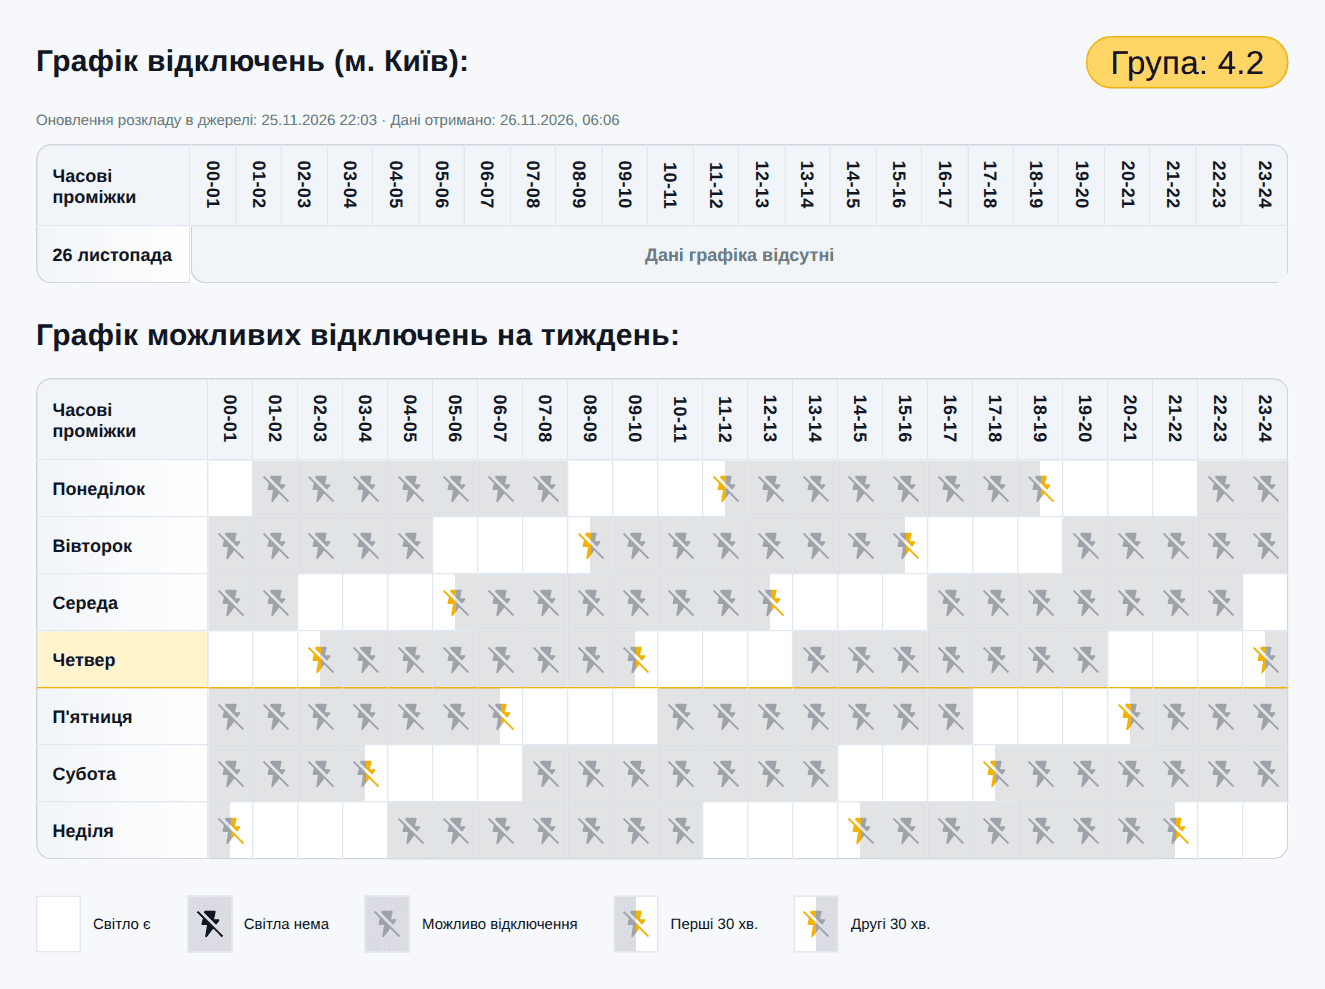 Графік відключень (м. Київ):
Група: 4.2
Оновлення розкладу в джерелі: 25.11.2026 22:03 · Дані отримано: 26.11.2026, 06:06
Часові проміжки 00-01 01-02 02-03 03-04 04-05 05-06 06-07 07-08 08-09 09-10 10-11 11-12 12-13 13-14 14-15 15-16 16-17 17-18 18-19 19-20 20-21 21-22 22-23 23-24
26 листопада Дані графіка відсутні
Графік можливих відключень на тиждень:
Часові проміжки 00-01 01-02 02-03 03-04 04-05 05-06 06-07 07-08 08-09 09-10 10-11 11-12 12-13 13-14 14-15 15-16 16-17 17-18 18-19 19-20 20-21 21-22 22-23 23-24
Понеділок
Вівторок
Середа
Четвер
П'ятниця
Субота
Неділя
Світло є Світла нема Можливо відключення Перші 30 хв. Другі 30 хв.